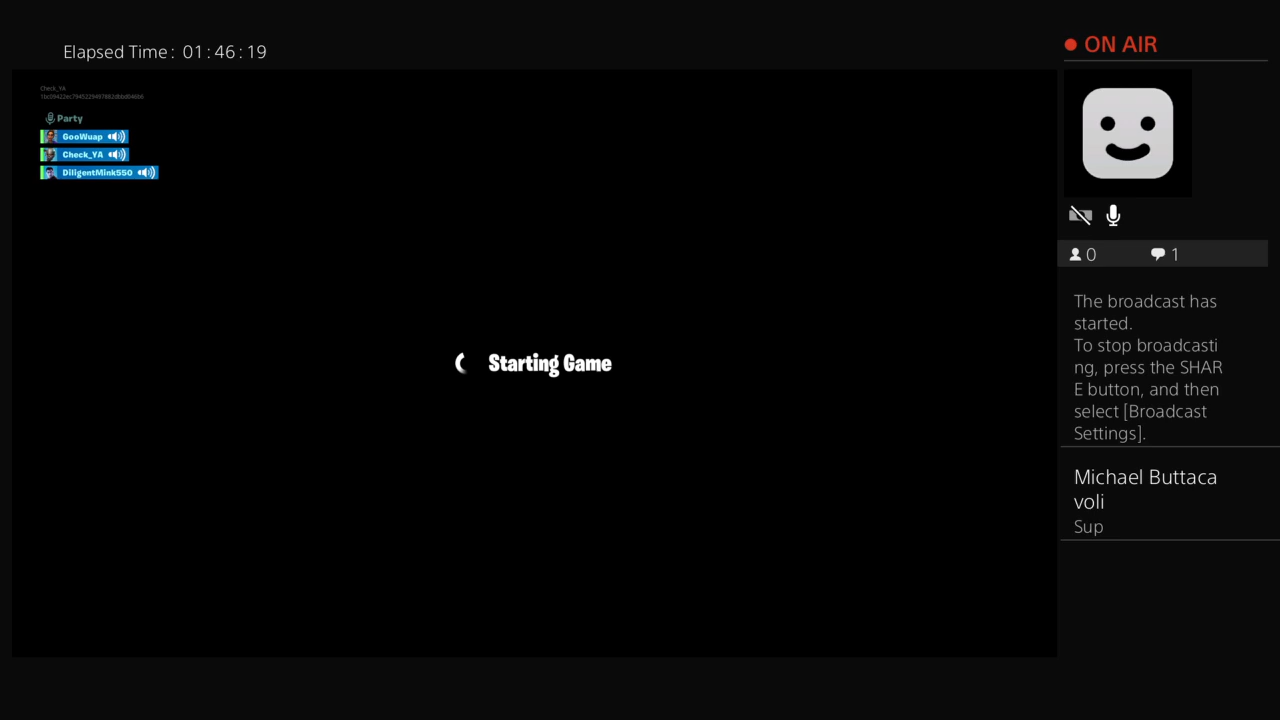 Elapsed Time: 01:46:19
ON AIR
Check_YA
Party
GooWuap
Check_YA
DiligentMink550
0
1
The broadcast has
started.
To stop broadcasti
ng, press the SHAR
E button, and then
select [Broadcast
Settings].
Starting Game
Michael Buttaca
voli
Sup